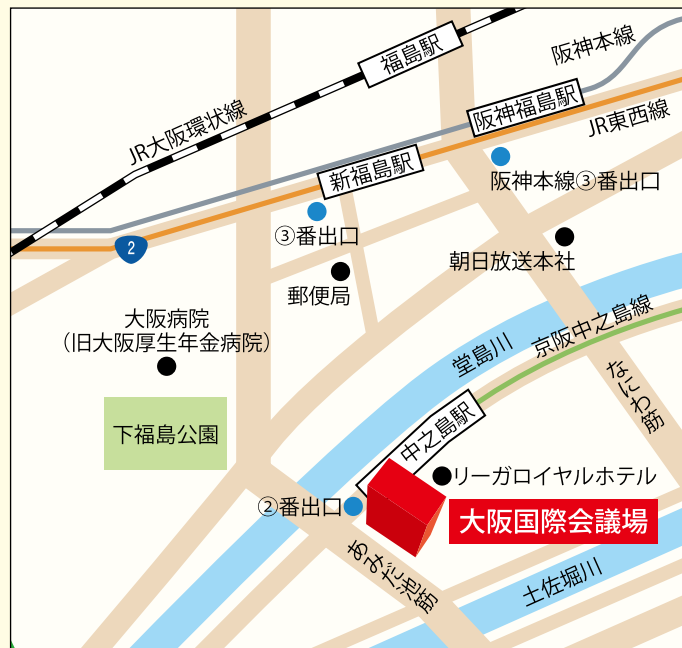 福島駅
阪神本線
JR大阪環状線
阪神福島駅
JR東西線
新福島駅
阪神本線③番出口
③番出口
2
朝日放送本社
郵便局
大阪病院
（旧大阪厚生年金病院）
堂島川
京阪中之島線
なにわ筋
下福島公園
中之島駅
リーガロイヤルホテル
②番出口
大阪国際会議場
あみだ池筋
土佐堀川